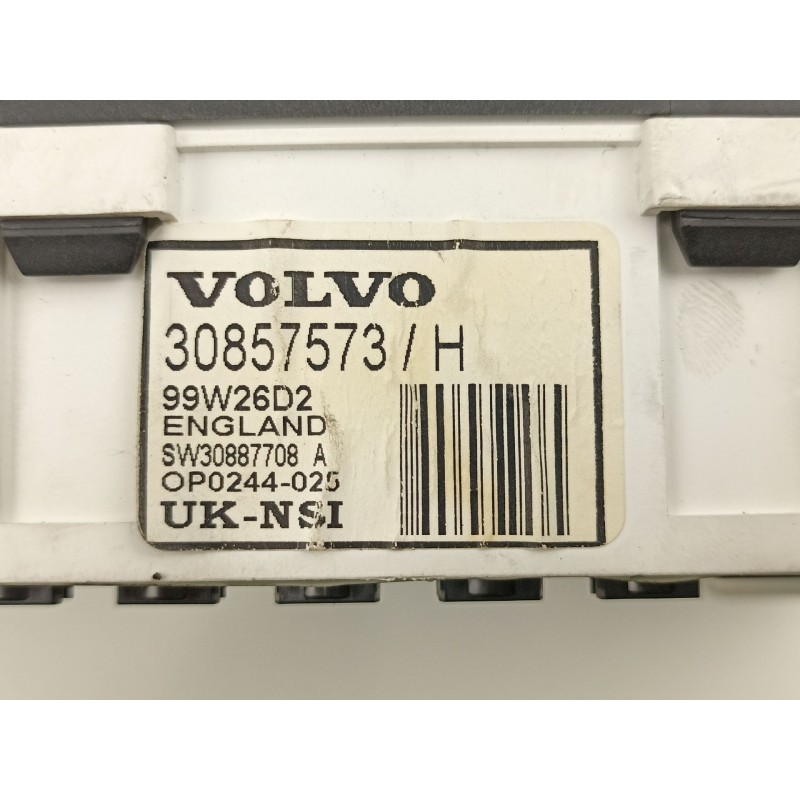 VOLVO
30857573/H
99W26D2
ENGLAND
SW30887708 A
OP0244-025
UK-NSI